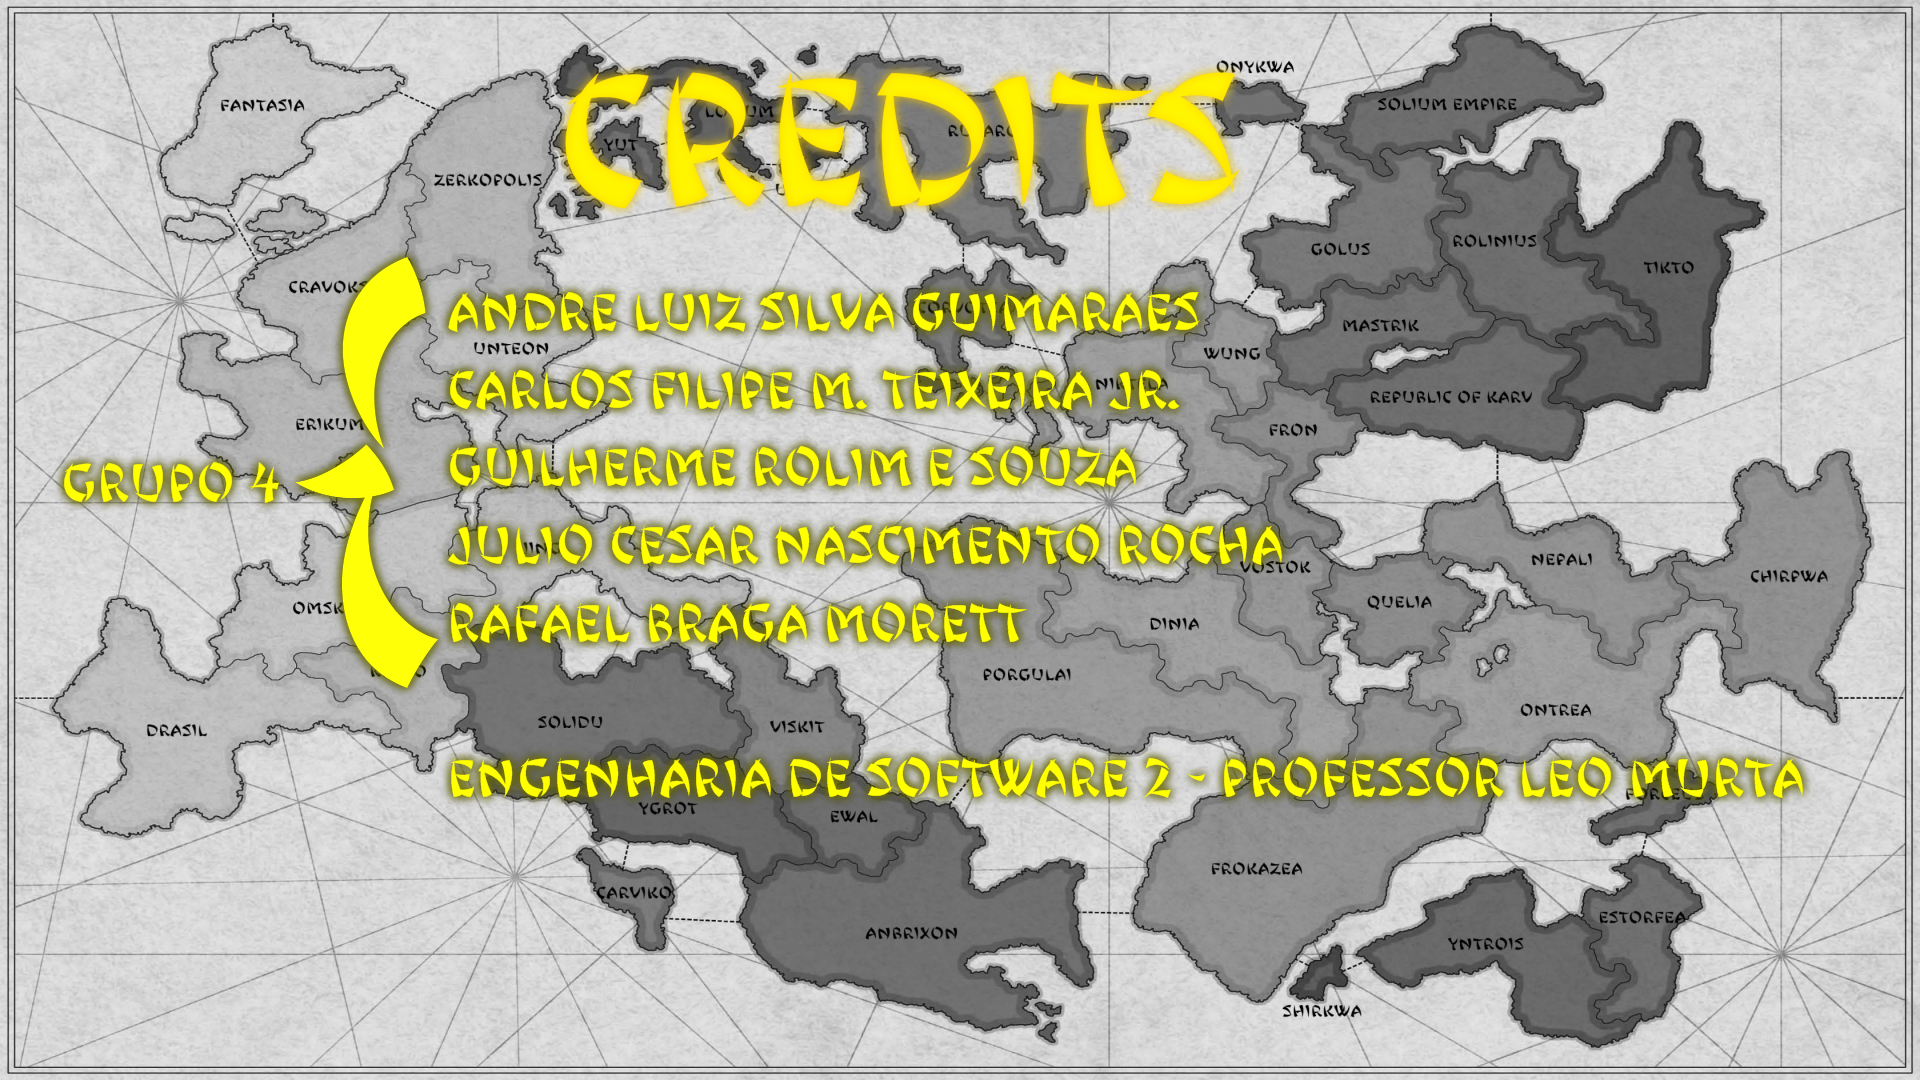 CREDITS
ONYKWA
FANTASIA
SOLIUM EMPIRE
YUT
ZERKOPOLIS
GOLUS
ROLINIUS
TIKTO
CRAVOKS
ANDRE LUIZ SILVA GUIMARAES
MASTRIK
UNTEON
WUNG
CARLOS FILIPE M. TEIXEIRA JR.
REPUBLIC OF KARV
ERIKUM
FRON
GUILHERME ROLIM E SOUZA
GRUPO 4
JULIO CESAR NASCIMENTO ROCHA
VOSTOK
NEPALI
CHIRPWA
QUELIA
OMSK
RAFAEL BRAGA MORETT
DINIA
PORGULAI
ONTREA
DRASIL
SOLIDU
VISKIT
ENGENHARIA DE SOFTWARE 2 - PROFESSOR LEO MURTA
YGROT
EWAL
FROKAZEA
CARVIKO
ESTORFEA
ANBRIXON
YNTROIS
SHIRKWA